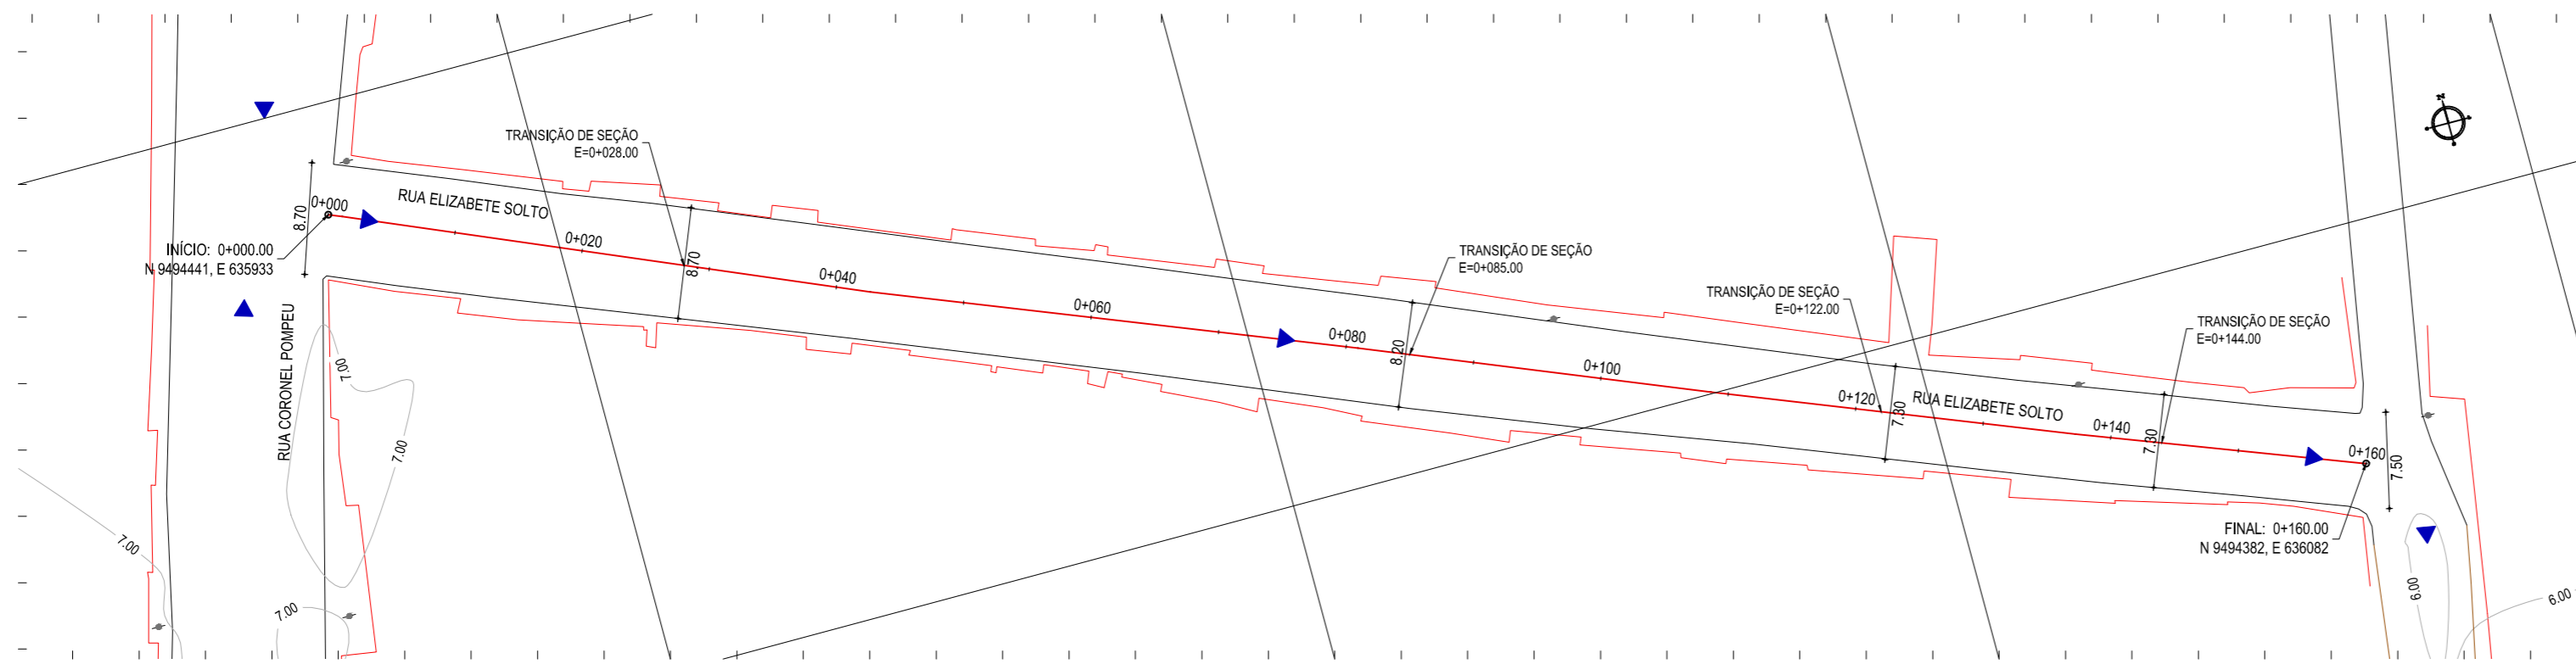 N
TRANSIÇÃO DE SEÇÃO
E=0+028.00
RUA ELIZABETE SOLTO
8.70
0+000
INÍCIO: 0+000.00
N 9494441, E 635933
0+020
8.70
0+040
0+060
TRANSIÇÃO DE SEÇÃO
E=0+085.00
0+080
8.20
0+100
TRANSIÇÃO DE SEÇÃO
E=0+122.00
0+120
7.30
RUA ELIZABETE SOLTO
TRANSIÇÃO DE SEÇÃO
E=0+144.00
0+140
7.30
0+160
7.50
FINAL: 0+160.00
N 9494382, E 636082
RUA CORONEL POMPEU
7.00
7.00
7.00
7.00
6.00
6.00